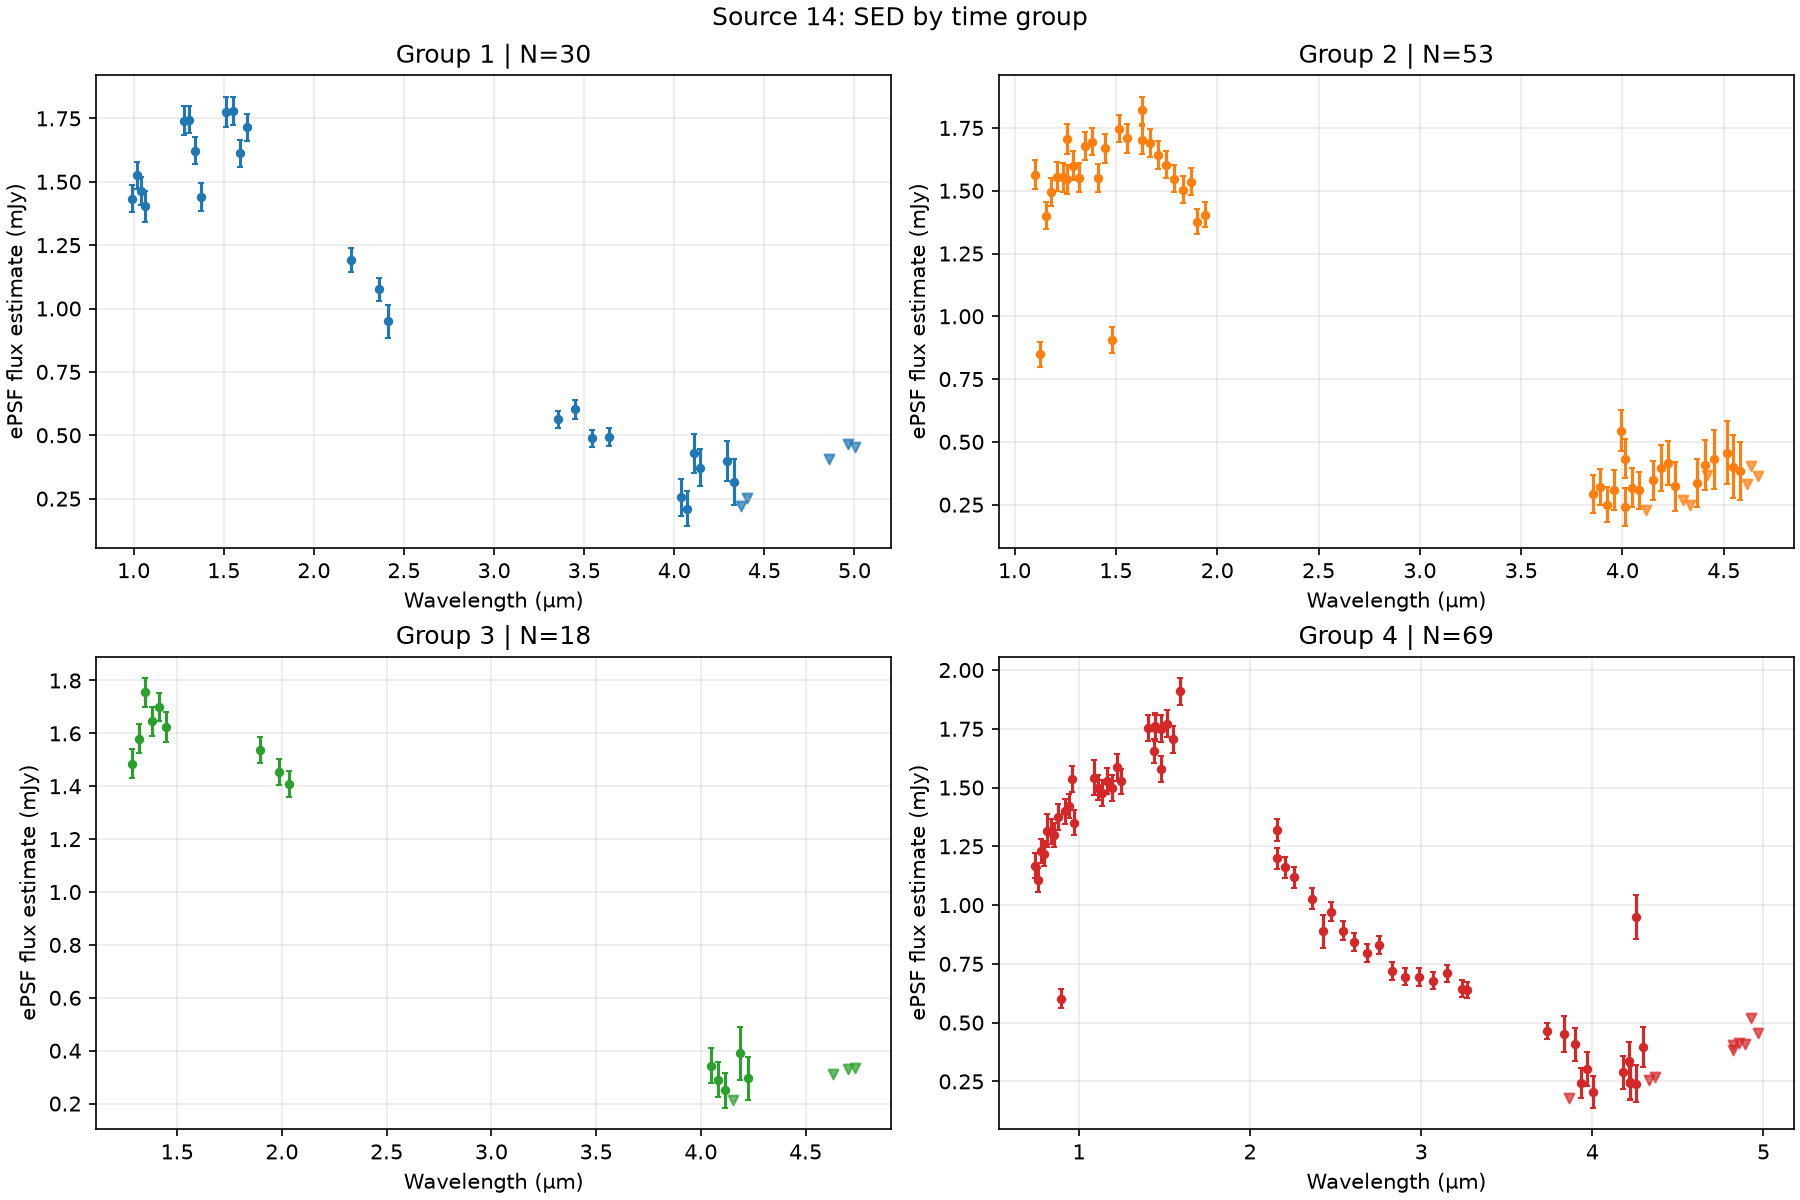 Source 14: SED by time group
Group 1 | N=30
ePSF flux estimate (mJy)
1.75
1.50
1.25
1.00
0.75
0.50
0.25
1.0 1.5 2.0 2.5 3.0 3.5 4.0 4.5 5.0
Wavelength (µm)
Group 2 | N=53
ePSF flux estimate (mJy)
1.75
1.50
1.25
1.00
0.75
0.50
0.25
1.0 1.5 2.0 2.5 3.0 3.5 4.0 4.5
Wavelength (µm)
Group 3 | N=18
ePSF flux estimate (mJy)
1.8
1.6
1.4
1.2
1.0
0.8
0.6
0.4
0.2
1.5 2.0 2.5 3.0 3.5 4.0 4.5
Wavelength (µm)
Group 4 | N=69
ePSF flux estimate (mJy)
2.00
1.75
1.50
1.25
1.00
0.75
0.50
0.25
1 2 3 4 5
Wavelength (µm)